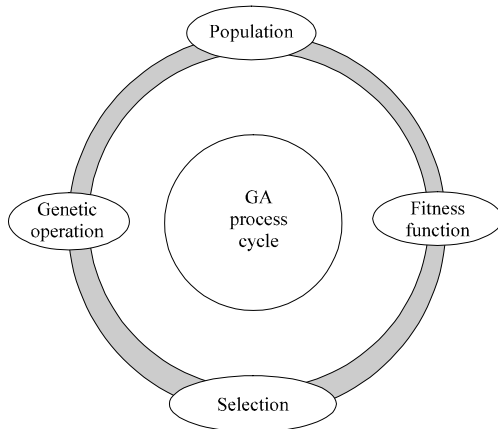 Population
Genetic
operation
GA
process
cycle
Fitness
function
Selection